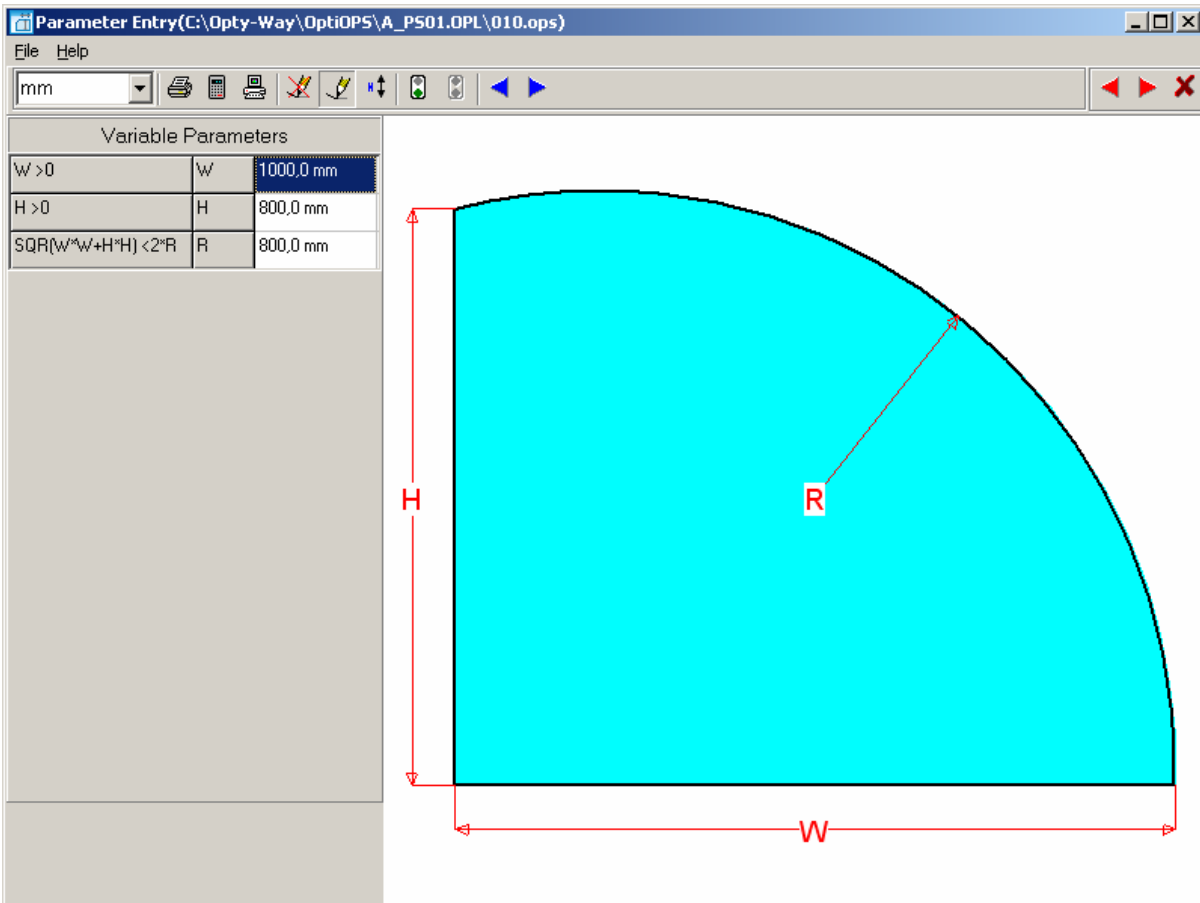 Parameter Entry(C:\Opty-Way\OptiOPS\A_PS01.OPL\010.ops)
File Help
mm
Variable Parameters
W >0 W 1000,0 mm
H >0 H 800,0 mm
SQR(W*W+H*H) <2*R R 800,0 mm
H
R
W